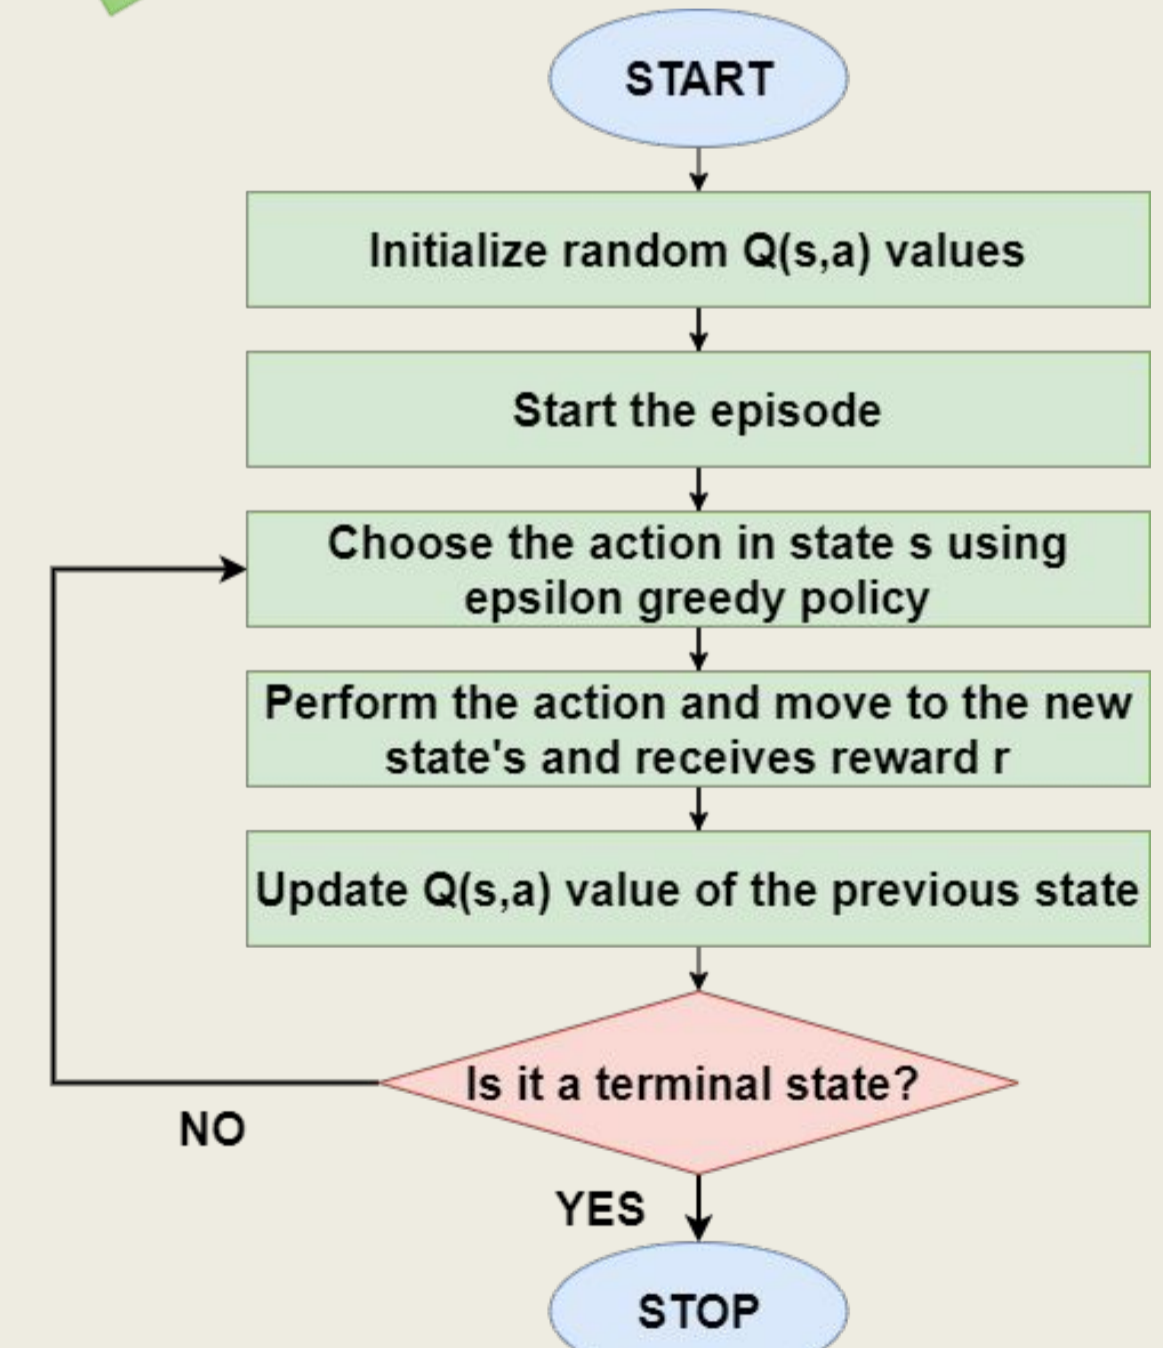 START
Initialize random Q(s,a) values
Start the episode
Choose the action in state s using
epsilon greedy policy
Perform the action and move to the new
state's and receives reward r
Update Q(s,a) value of the previous state
Is it a terminal state?
NO
YES
STOP